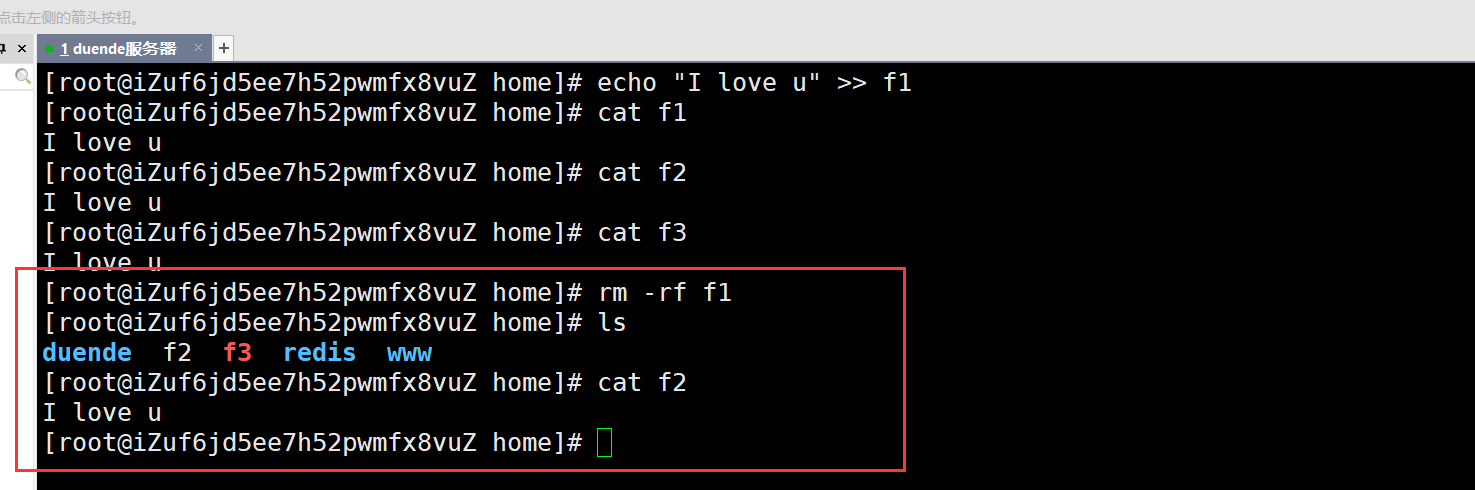 点击左侧的箭头按钮。
1 duende服务器
[root@iZuf6jd5ee7h52pwmfx8vuZ home]# echo "I love u" >> f1
[root@iZuf6jd5ee7h52pwmfx8vuZ home]# cat f1
I love u
[root@iZuf6jd5ee7h52pwmfx8vuZ home]# cat f2
I love u
[root@iZuf6jd5ee7h52pwmfx8vuZ home]# cat f3
I love u
[root@iZuf6jd5ee7h52pwmfx8vuZ home]# rm -rf f1
[root@iZuf6jd5ee7h52pwmfx8vuZ home]# ls
duende  f2  f3  redis  www
[root@iZuf6jd5ee7h52pwmfx8vuZ home]# cat f2
I love u
[root@iZuf6jd5ee7h52pwmfx8vuZ home]#